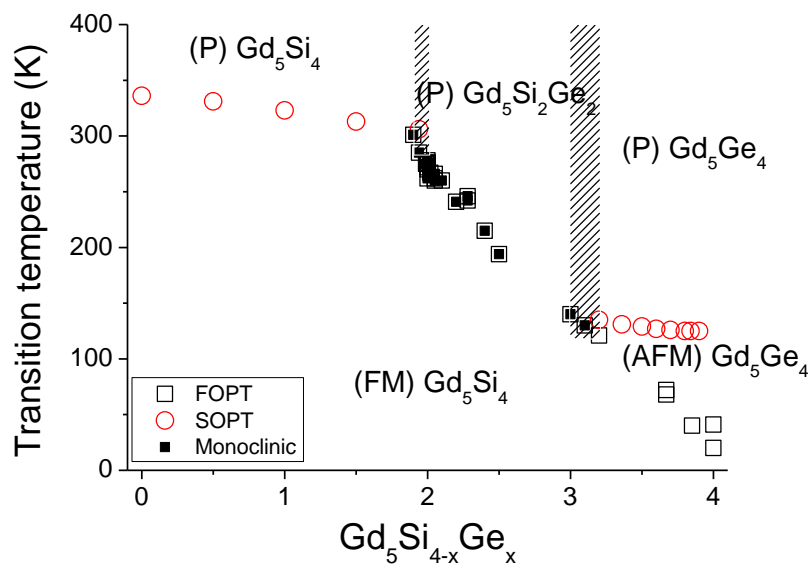 400
300
200
100
0
Transition temperature (K)
(P) Gd₅Si₄
(P) Gd₅Si₂Ge₂
(P) Gd₅Ge₄
(FM) Gd₅Si₄
(AFM) Gd₅Ge₄
FOPT
SOPT
Monoclinic
0 1 2 3 4
Gd₅Si₄₋ₓGeₓ